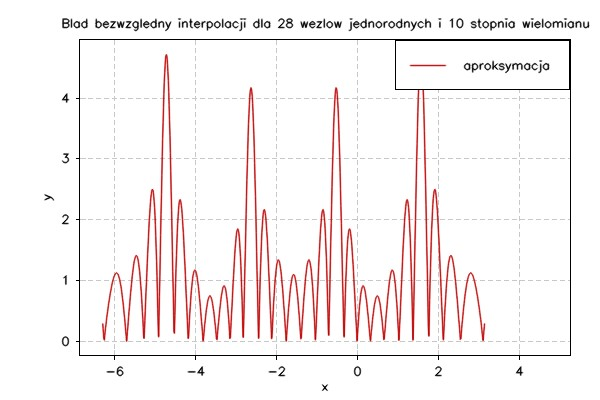 Blad bezwzgledny interpolacji dla 28 wezlow jednorodnych i 10 stopnia wielomianu
aproksymacja
4
3
2
1
0
y
−6 −4 −2 0 2 4
x